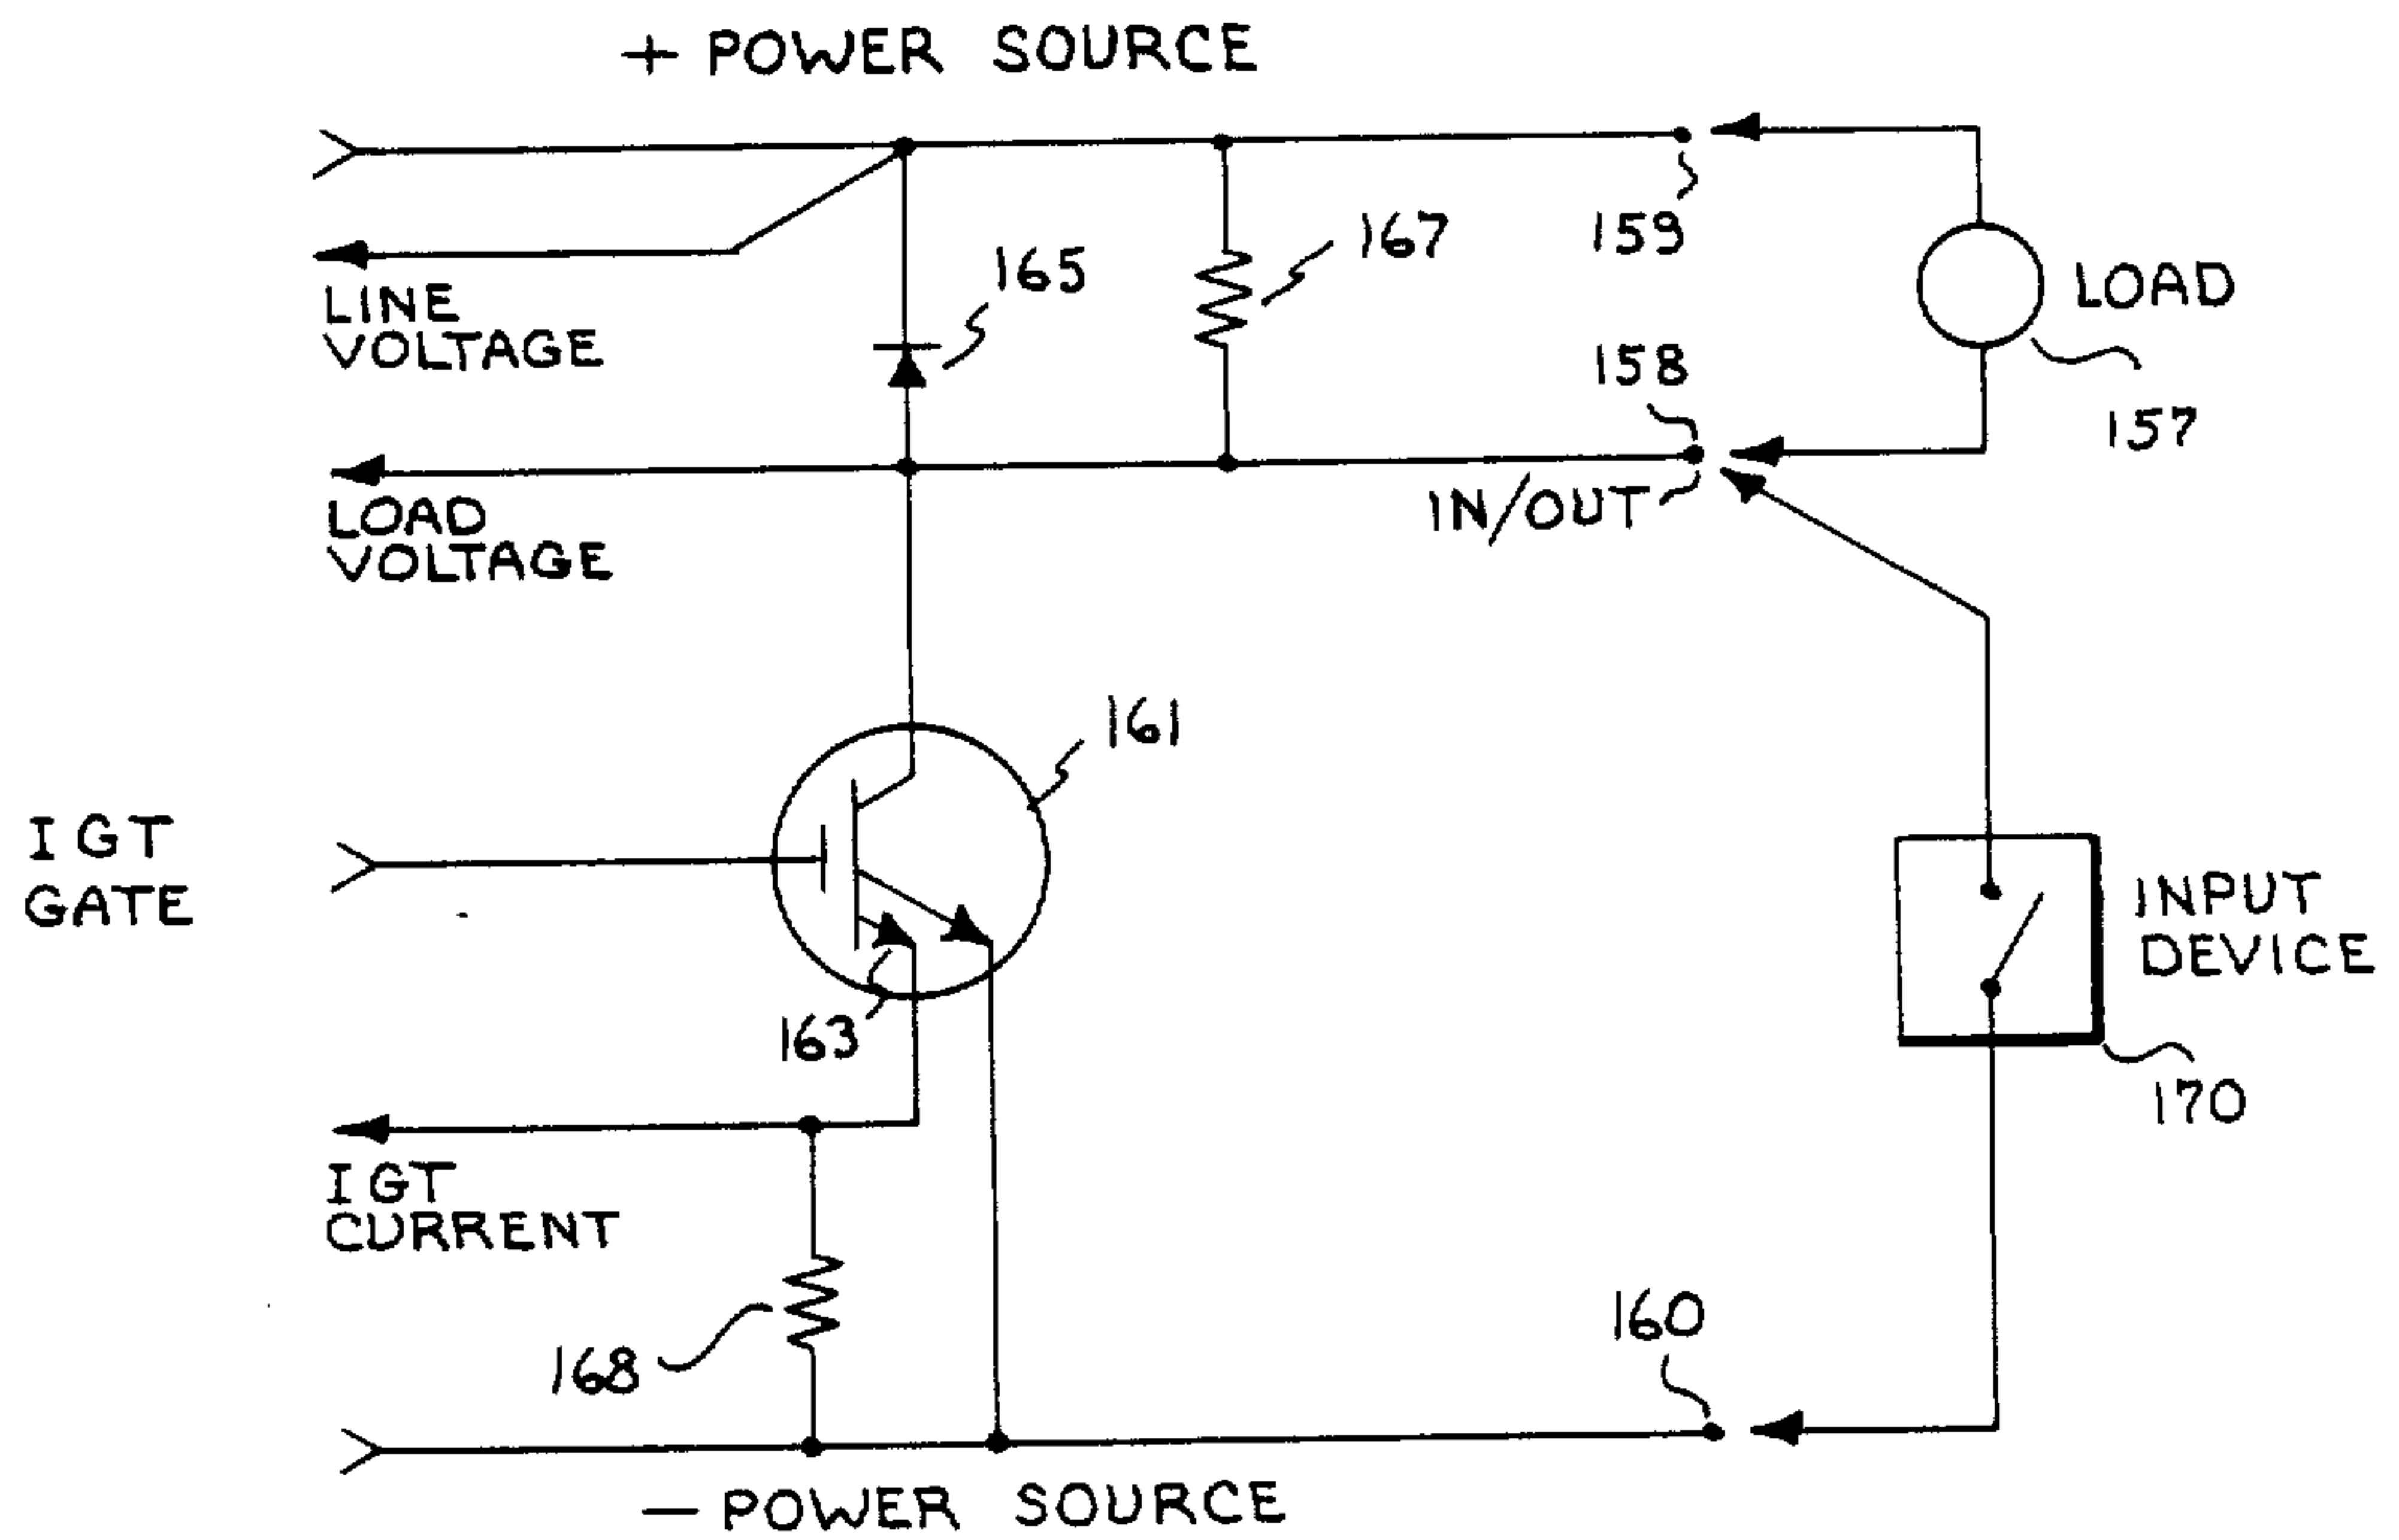 + POWER SOURCE
159
167
165
LOAD
LINE
VOLTAGE
158
157
IN/OUT
LOAD
VOLTAGE
161
IGT
GATE
INPUT
DEVICE
163
170
IGT
CURRENT
160
168
- POWER SOURCE